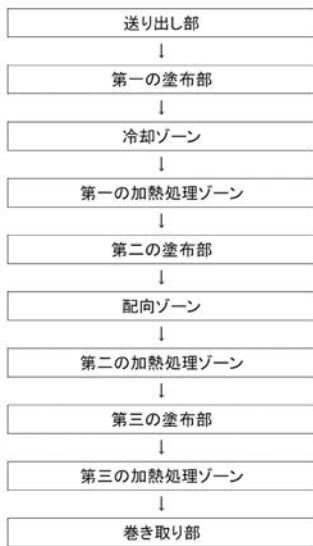 送り出し部
↓
第一の塗布部
↓
冷却ゾーン
↓
第一の加熱処理ゾーン
↓
第二の塗布部
↓
配向ゾーン
↓
第二の加熱処理ゾーン
↓
第三の塗布部
↓
第三の加熱処理ゾーン
↓
巻き取り部